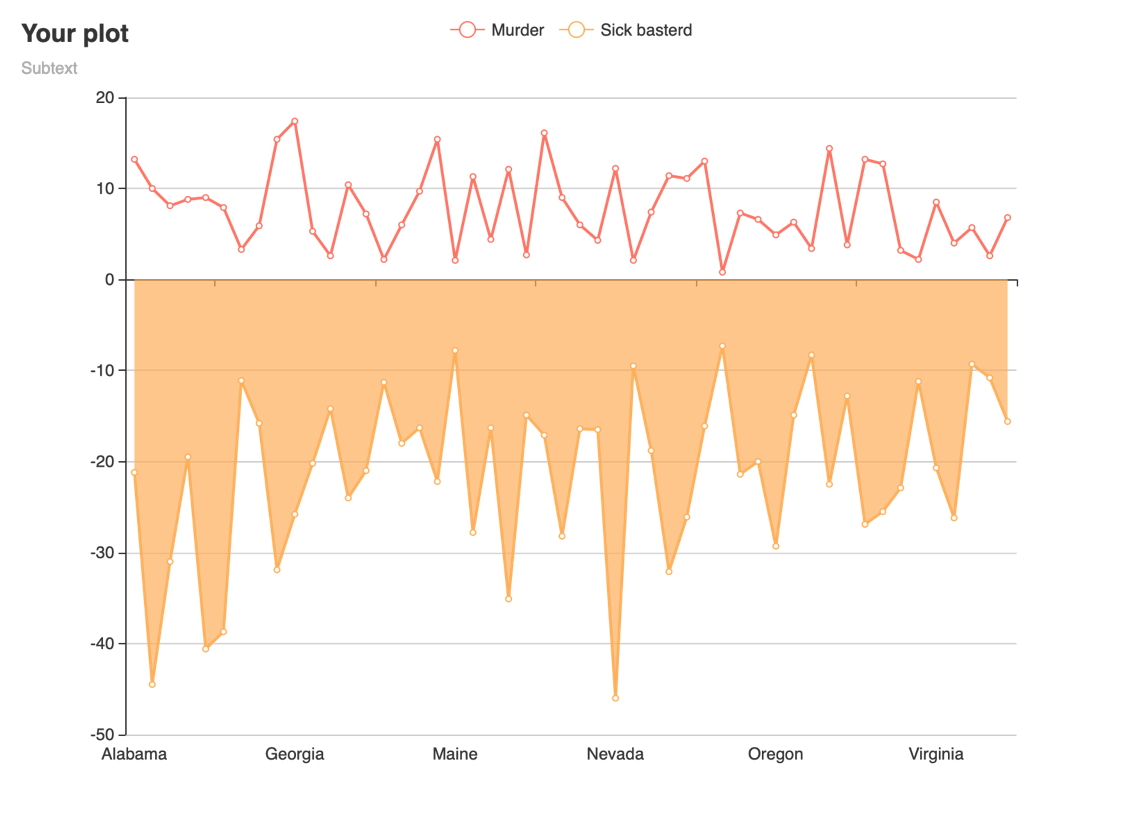 Your plot
Murder
Sick basterd
Subtext
20
10
0
-10
-20
-30
-40
-50
Alabama
Georgia
Maine
Nevada
Oregon
Virginia